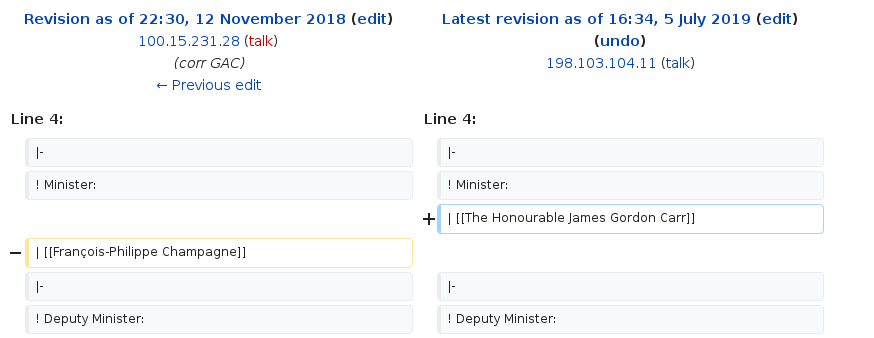 Revision as of 22:30, 12 November 2018 (edit)
100.15.231.28 (talk)
(corr GAC)
← Previous edit
Latest revision as of 16:34, 5 July 2019 (edit)
(undo)
198.103.104.11 (talk)
Line 4:
Line 4:
|-
|-
! Minister:
! Minister:
+ | [[The Honourable James Gordon Carr]]
− | [[François-Philippe Champagne]]
|-
|-
! Deputy Minister:
! Deputy Minister: